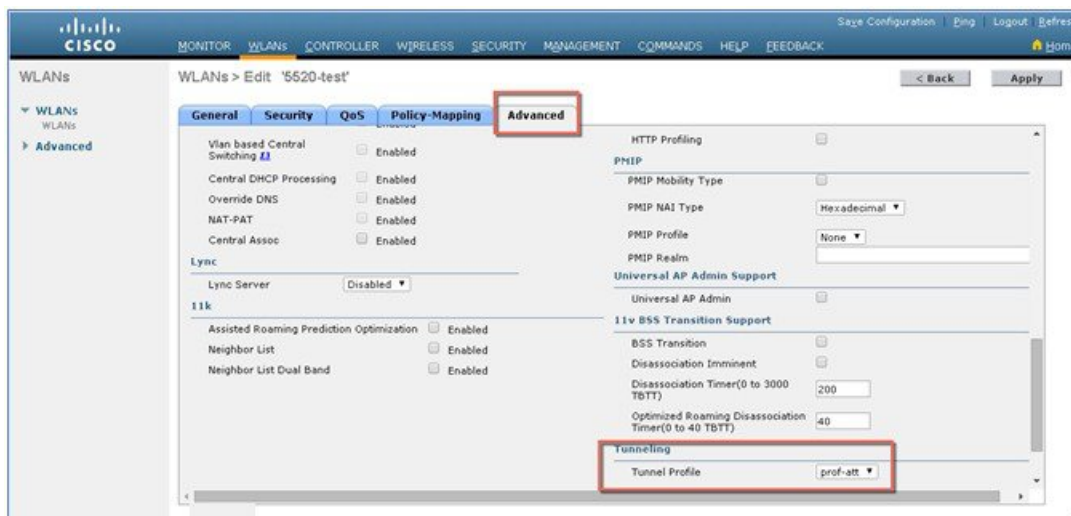 Save Configuration | Ping | Logout | Refres
CISCO
MONITOR WLANs CONTROLLER WIRELESS SECURITY MANAGEMENT COMMANDS HELP FEEDBACK Hom
WLANs
WLANs > Edit '5520-test'
< Back
Apply
WLANs
WLANs
Advanced
General Security QoS Policy-Mapping Advanced
Vlan based Central Switching Enabled
Central DHCP Processing Enabled
Override DNS Enabled
NAT-PAT Enabled
Central Assoc Enabled
Lync
Lync Server Disabled
11k
Assisted Roaming Prediction Optimization Enabled
Neighbor List Enabled
Neighbor List Dual Band Enabled
HTTP Profiling
PMIP
PMIP Mobility Type
PMIP NAI Type Hexadecimal
PMIP Profile None
PMIP Realm
Universal AP Admin Support
Universal AP Admin
11v BSS Transition Support
BSS Transition
Disassociation Imminent
Disassociation Timer(0 to 3000 TBTT) 200
Optimized Roaming Disassociation Timer(0 to 40 TBTT) 40
Tunneling
Tunnel Profile prof-att